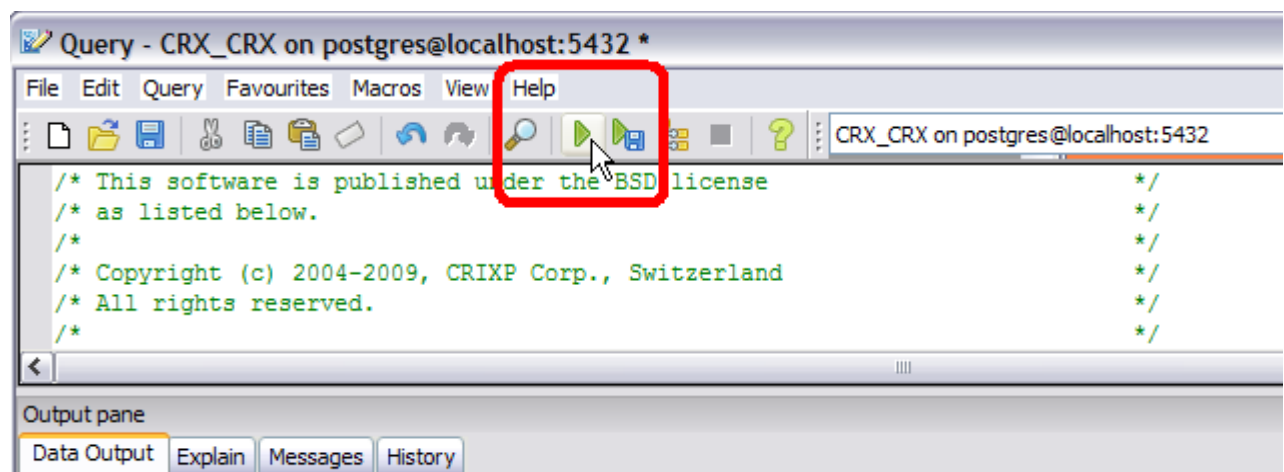 Query - CRX_CRX on postgres@localhost:5432 *
File Edit Query Favourites Macros View Help
CRX_CRX on postgres@localhost:5432
/* This software is published under the BSD license */
/* as listed below. */
/* */
/* Copyright (c) 2004-2009, CRIXP Corp., Switzerland */
/* All rights reserved. */
/* */
Output pane
Data Output Explain Messages History